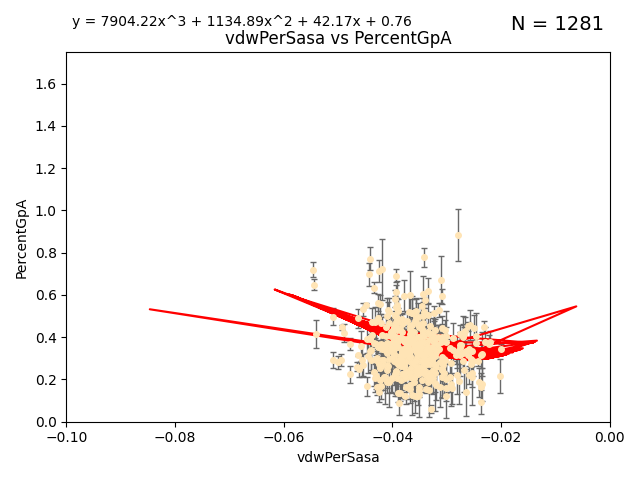 y = 7904.22x^3 + 1134.89x^2 + 42.17x + 0.76
N = 1281
vdwPerSasa vs PercentGpA
1.6
1.4
1.2
1.0
0.8
0.6
0.4
0.2
0.0
PercentGpA
−0.10 −0.08 −0.06 −0.04 −0.02 0.00
vdwPerSasa